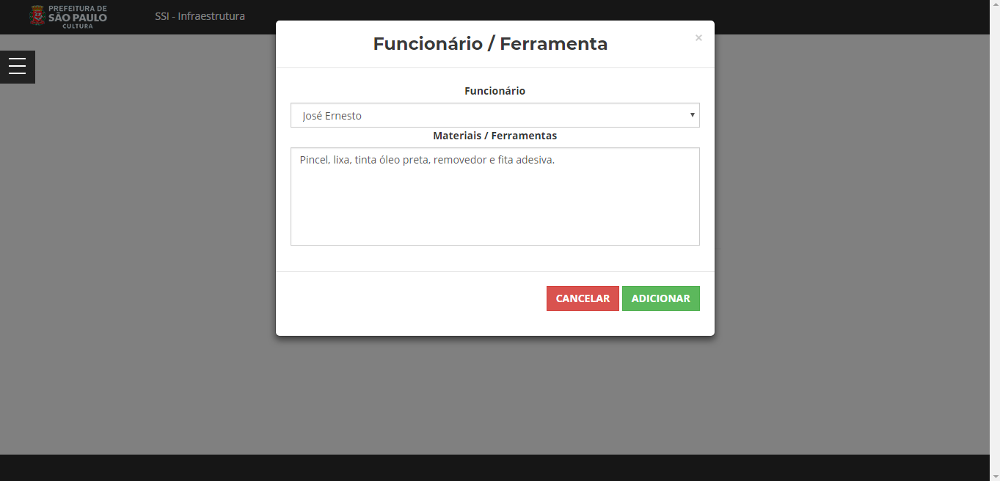 PREFEITURA DE
SÃO PAULO
CULTURA
SSI - Infraestrutura
Funcionário / Ferramenta
×
Funcionário
José Ernesto
Materiais / Ferramentas
Pincel, lixa, tinta óleo preta, removedor e fita adesiva.
CANCELAR ADICIONAR